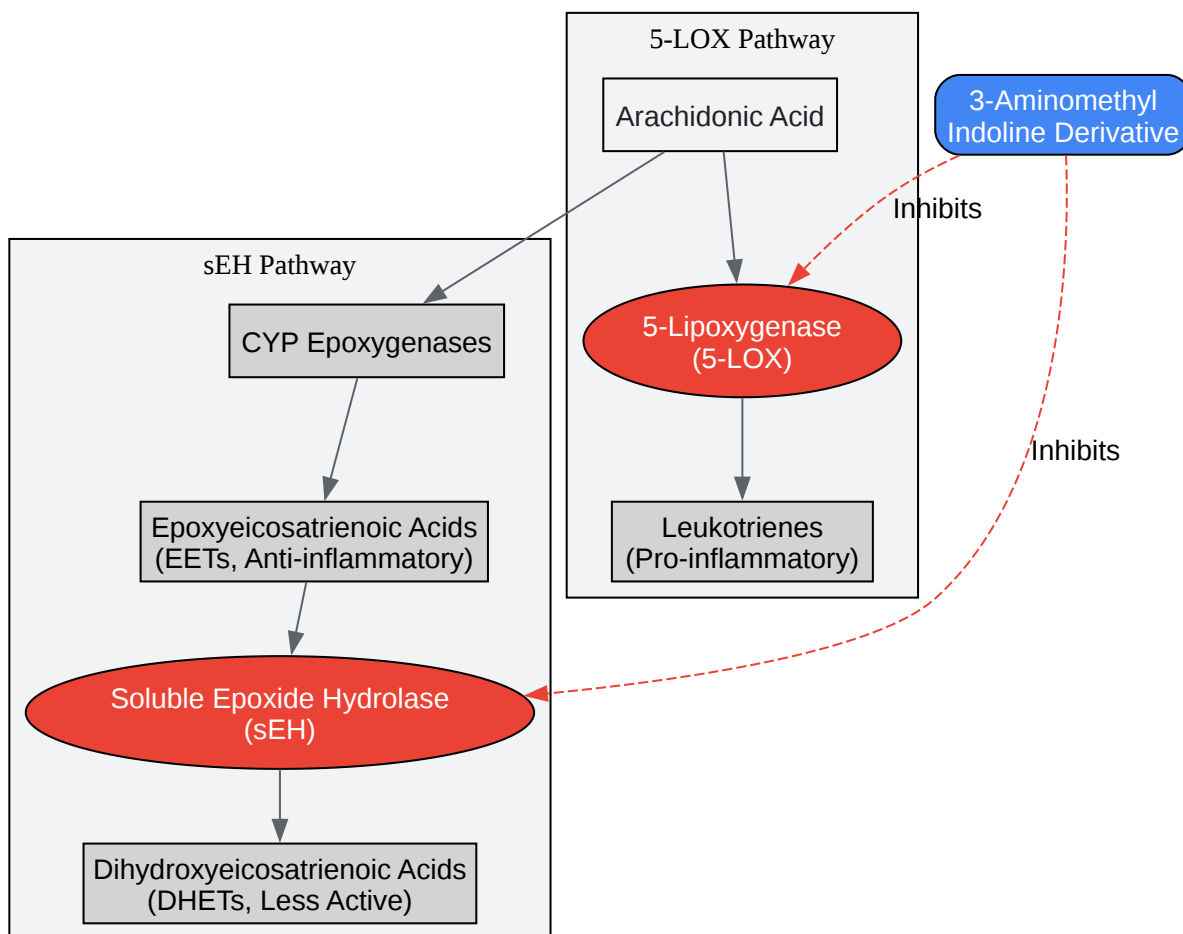 5-LOX Pathway
Arachidonic Acid
3-Aminomethyl
Indoline Derivative
Inhibits
sEH Pathway
CYP Epoxygenases
5-Lipoxygenase
(5-LOX)
Inhibits
Epoxyeicosatrienoic Acids
(EETs, Anti-inflammatory)
Leukotrienes
(Pro-inflammatory)
Soluble Epoxide Hydrolase
(sEH)
Dihydroxyeicosatrienoic Acids
(DHETs, Less Active)